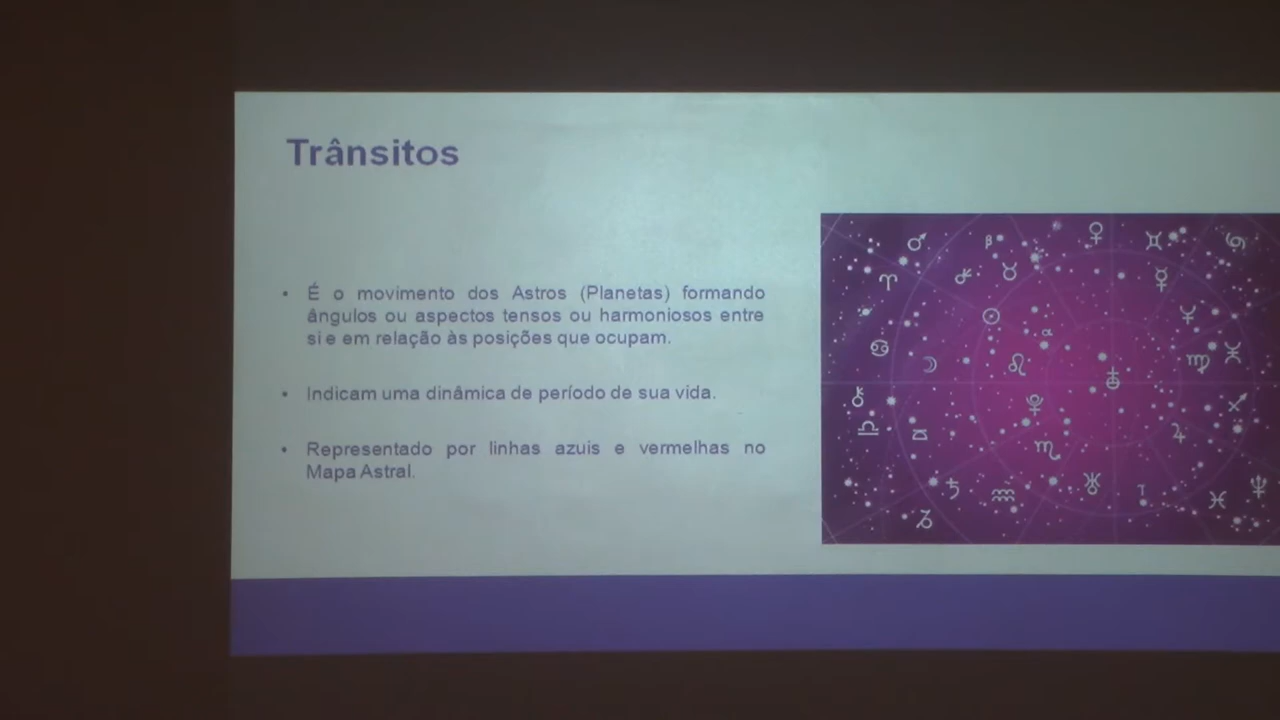 Trânsitos
• É o movimento dos Astros (Planetas) formando
ângulos ou aspectos tensos ou harmoniosos entre
si e em relação às posições que ocupam.
• Indicam uma dinâmica de período de sua vida.
• Representado por linhas azuis e vermelhas no
Mapa Astral.